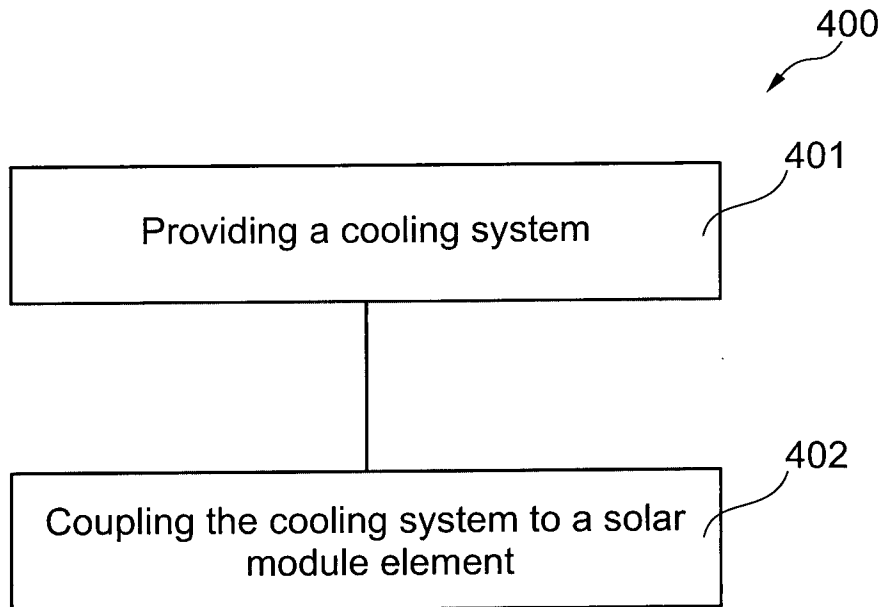 400
401
Providing a cooling system
402
Coupling the cooling system to a solar
module element